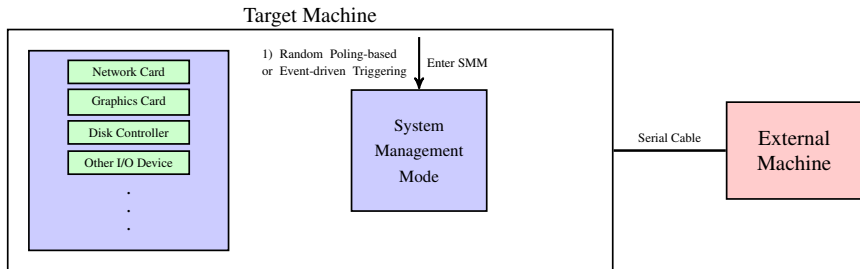 Target Machine
1) Random Poling-based
or Event-driven Triggering
Enter SMM
Network Card
Graphics Card
Disk Controller
Other I/O Device
.
.
.
System
Management
Mode
Serial Cable
External
Machine